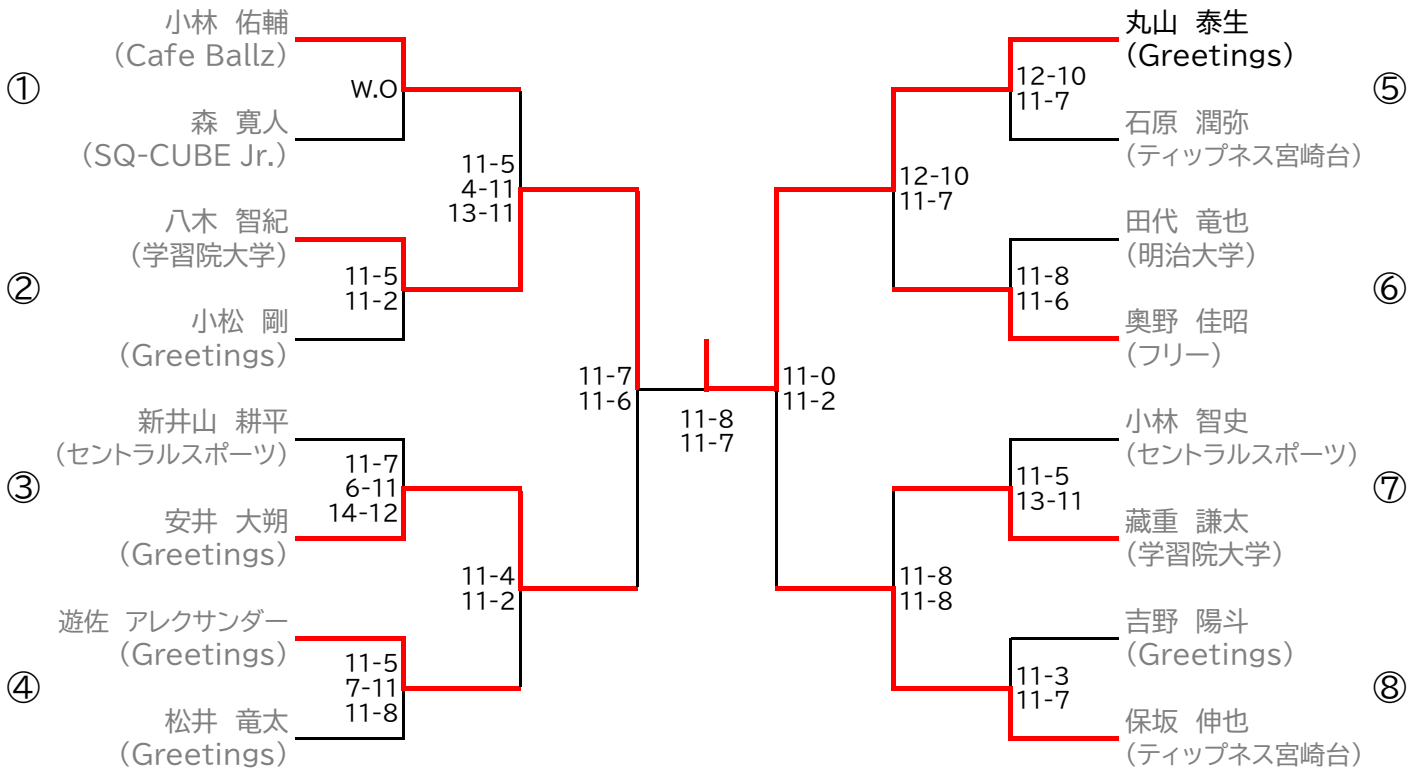 ①
小林 佑輔
(Cafe Ballz)
W.O
森 寛人
(SQ-CUBE Jr.)
11-5
4-11
13-11
②
八木 智紀
(学習院大学)
11-5
11-2
小松 剛
(Greetings)
11-7
11-6
③
新井山 耕平
(セントラルスポーツ)
11-7
6-11
14-12
安井 大朔
(Greetings)
11-4
11-2
④
遊佐 アレクサンダー
(Greetings)
11-5
7-11
11-8
松井 竜太
(Greetings)
11-8
11-7
丸山 泰生
(Greetings)
12-10
11-7
⑤
石原 潤弥
(ティップネス宮崎台)
12-10
11-7
田代 竜也
(明治大学)
11-8
11-6
⑥
奥野 佳昭
(フリー)
11-0
11-2
小林 智史
(セントラルスポーツ)
11-5
13-11
⑦
藏重 謙太
(学習院大学)
11-8
11-8
吉野 陽斗
(Greetings)
11-3
11-7
⑧
保坂 伸也
(ティップネス宮崎台)